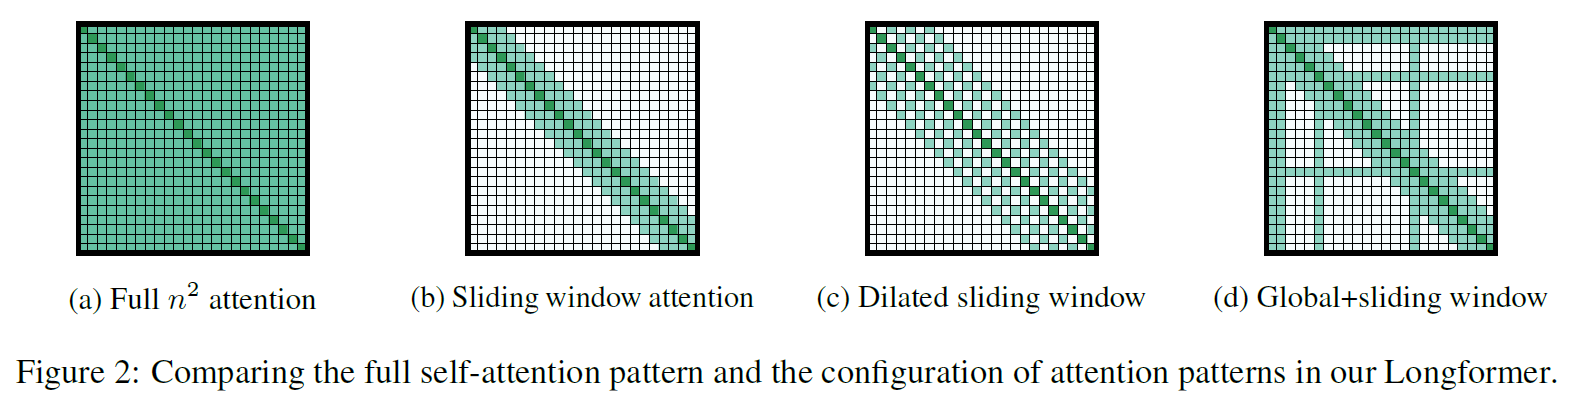 (a) Full n² attention
(b) Sliding window attention
(c) Dilated sliding window
(d) Global+sliding window
Figure 2: Comparing the full self-attention pattern and the configuration of attention patterns in our Longformer.